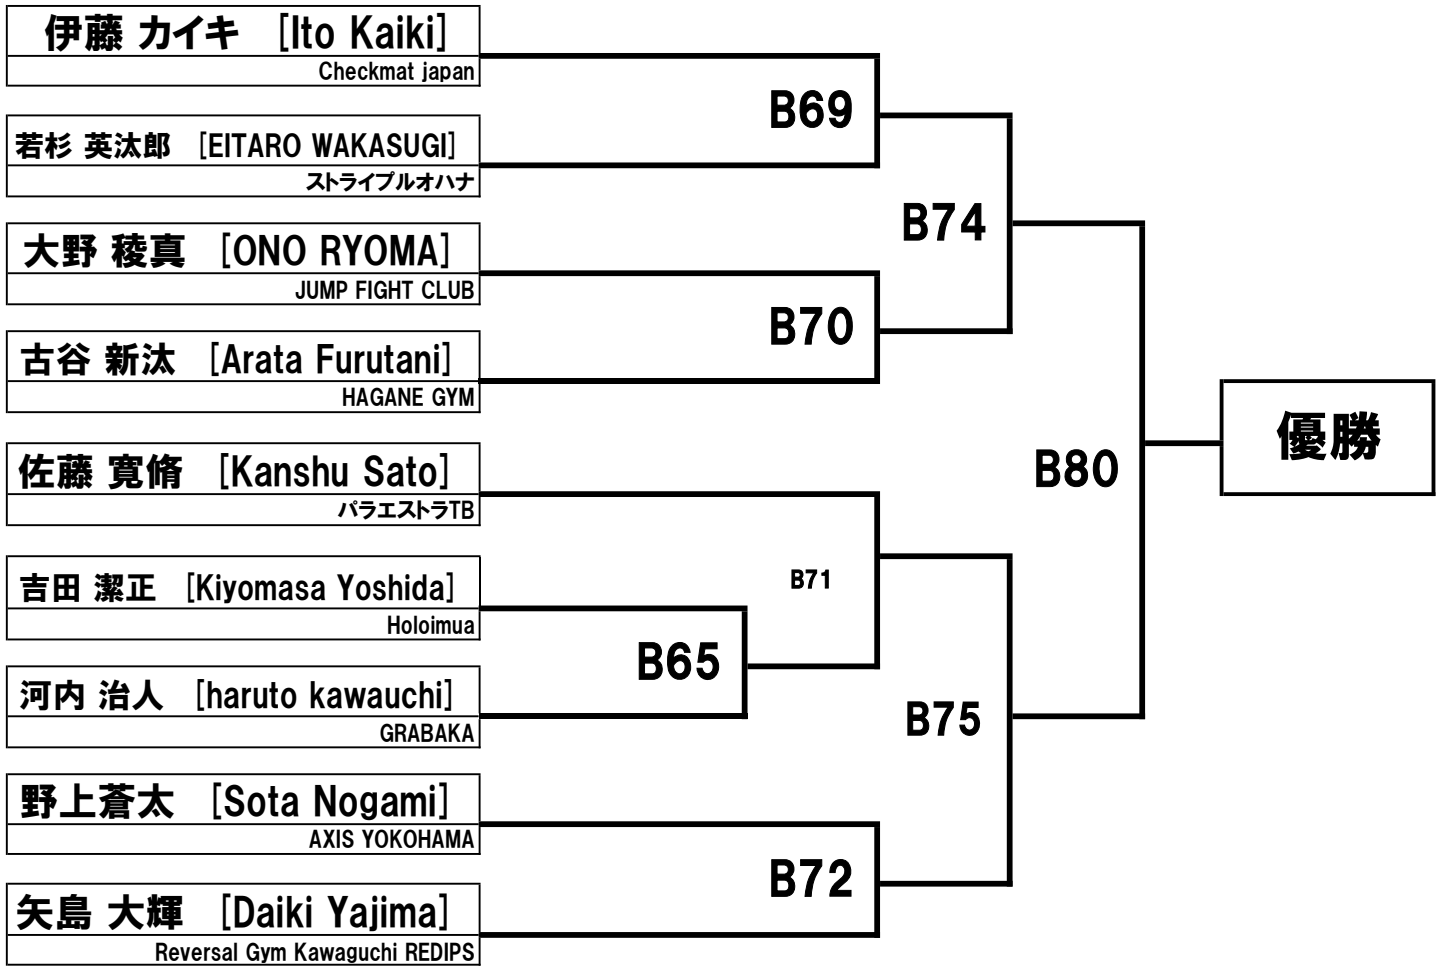 伊藤 カイキ [Ito Kaiki]
Checkmat japan
若杉 英汰郎 [EITARO WAKASUGI]
ストライプルオハナ
大野 稜真 [ONO RYOMA]
JUMP FIGHT CLUB
古谷 新汰 [Arata Furutani]
HAGANE GYM
佐藤 寛脩 [Kanshu Sato]
パラエストラTB
吉田 潔正 [Kiyomasa Yoshida]
Holoimua
河内 治人 [haruto kawauchi]
GRABAKA
野上蒼太 [Sota Nogami]
AXIS YOKOHAMA
矢島 大輝 [Daiki Yajima]
Reversal Gym Kawaguchi REDIPS
B69
B70
B71
B65
B72
B74
B75
B80
優勝